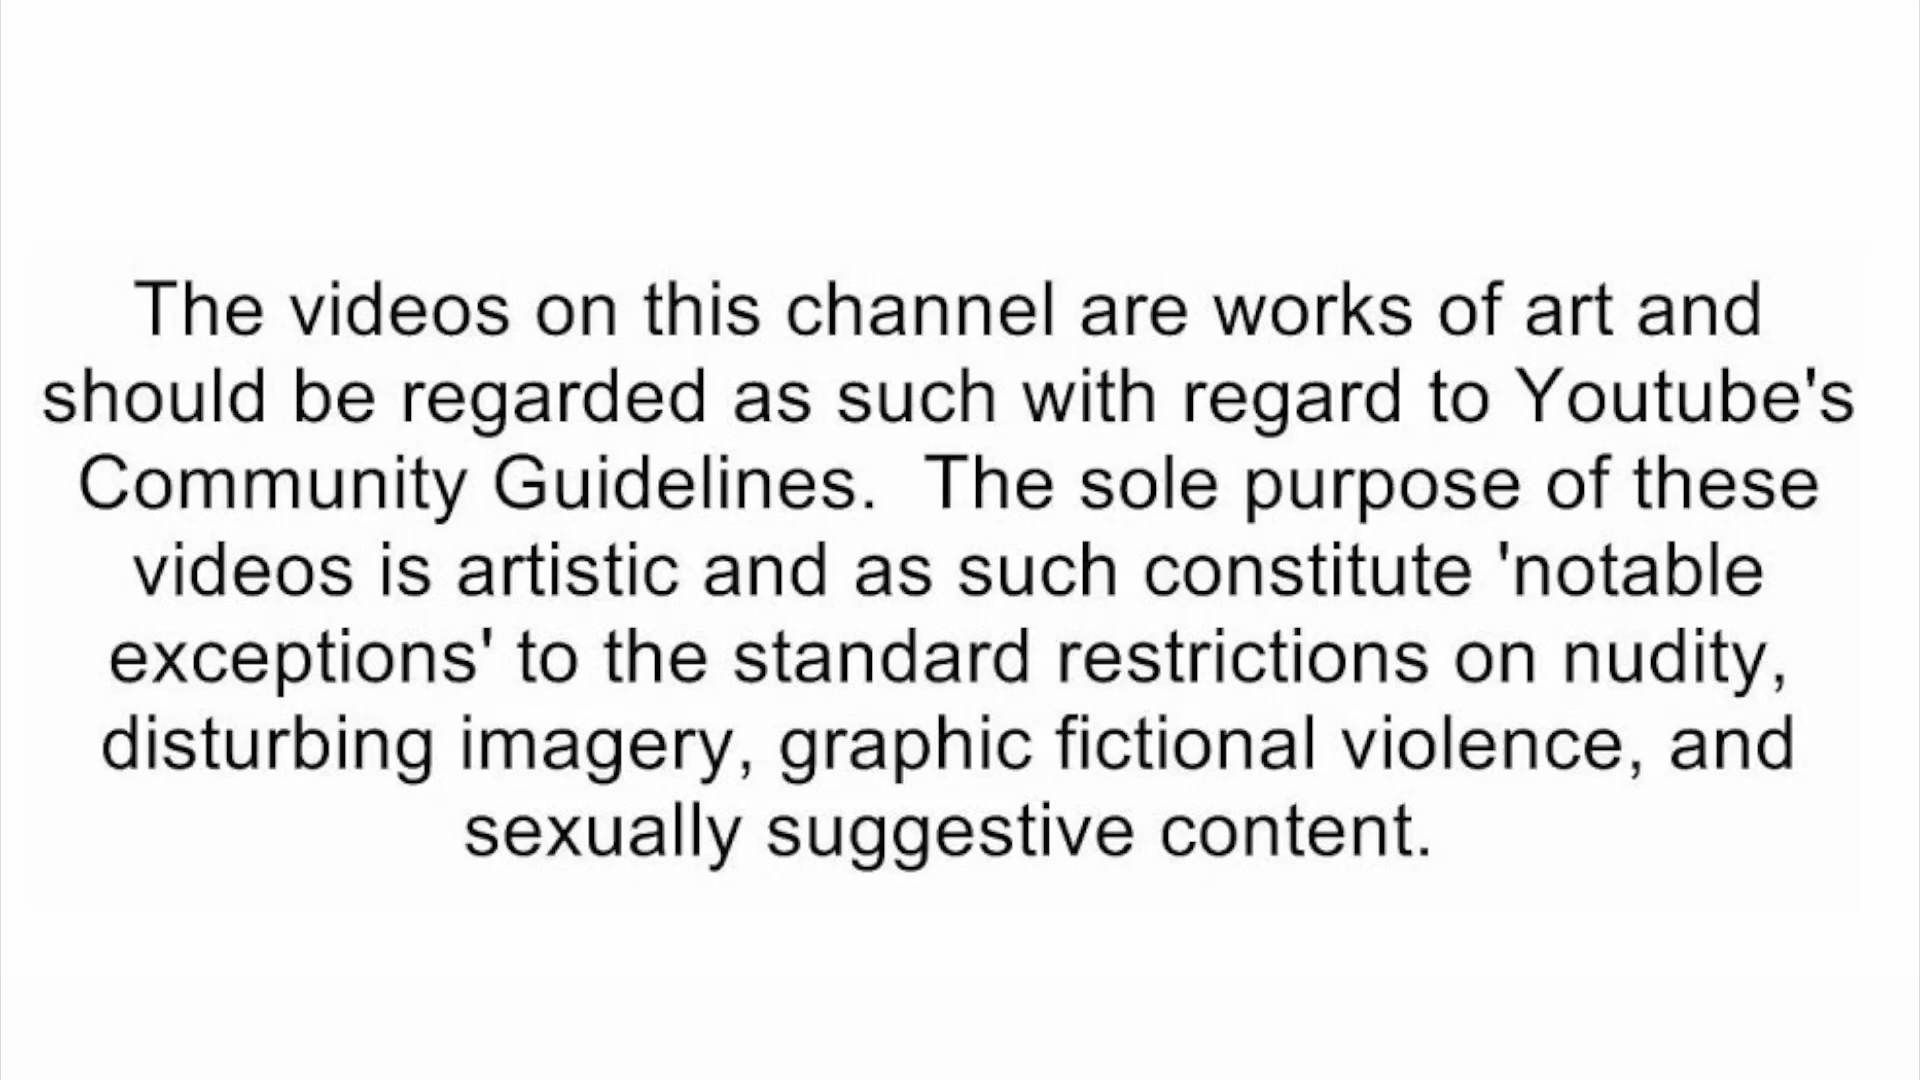 The videos on this channel are works of art and
should be regarded as such with regard to Youtube's
Community Guidelines.  The sole purpose of these
videos is artistic and as such constitute 'notable
exceptions' to the standard restrictions on nudity,
disturbing imagery, graphic fictional violence, and
sexually suggestive content.